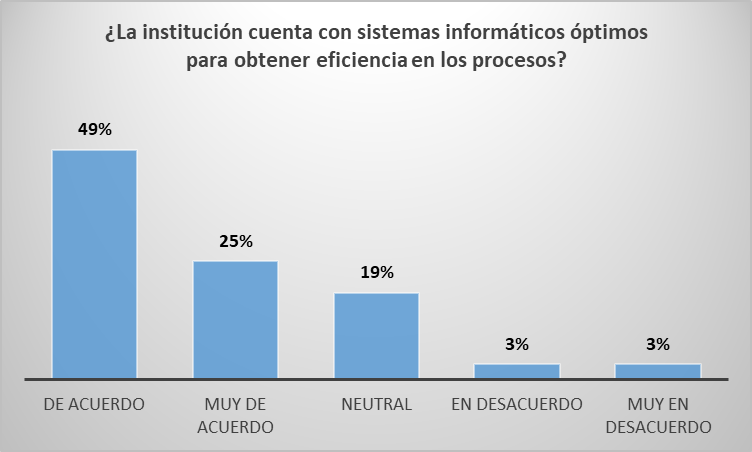 ¿La institución cuenta con sistemas informáticos óptimos
para obtener eficiencia en los procesos?
49%
25%
19%
3%
3%
DE ACUERDO
MUY DE
ACUERDO
NEUTRAL
EN DESACUERDO
MUY EN
DESACUERDO